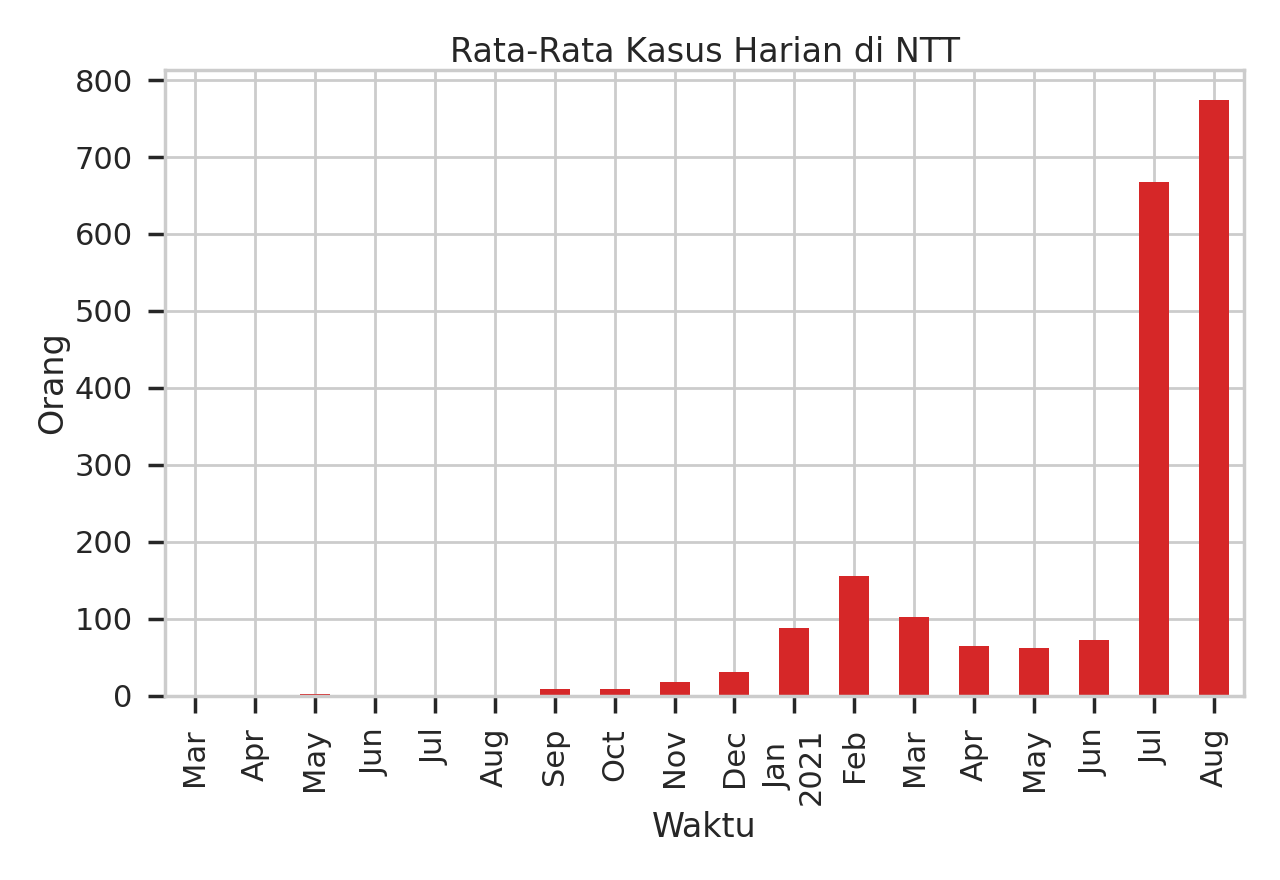 Rata-Rata Kasus Harian di NTT
800
700
600
500
400
300
200
100
0
Orang
Mar
Apr
May
Jun
Jul
Aug
Sep
Oct
Nov
Dec
Jan
2021
Feb
Mar
Apr
May
Jun
Jul
Aug
Waktu